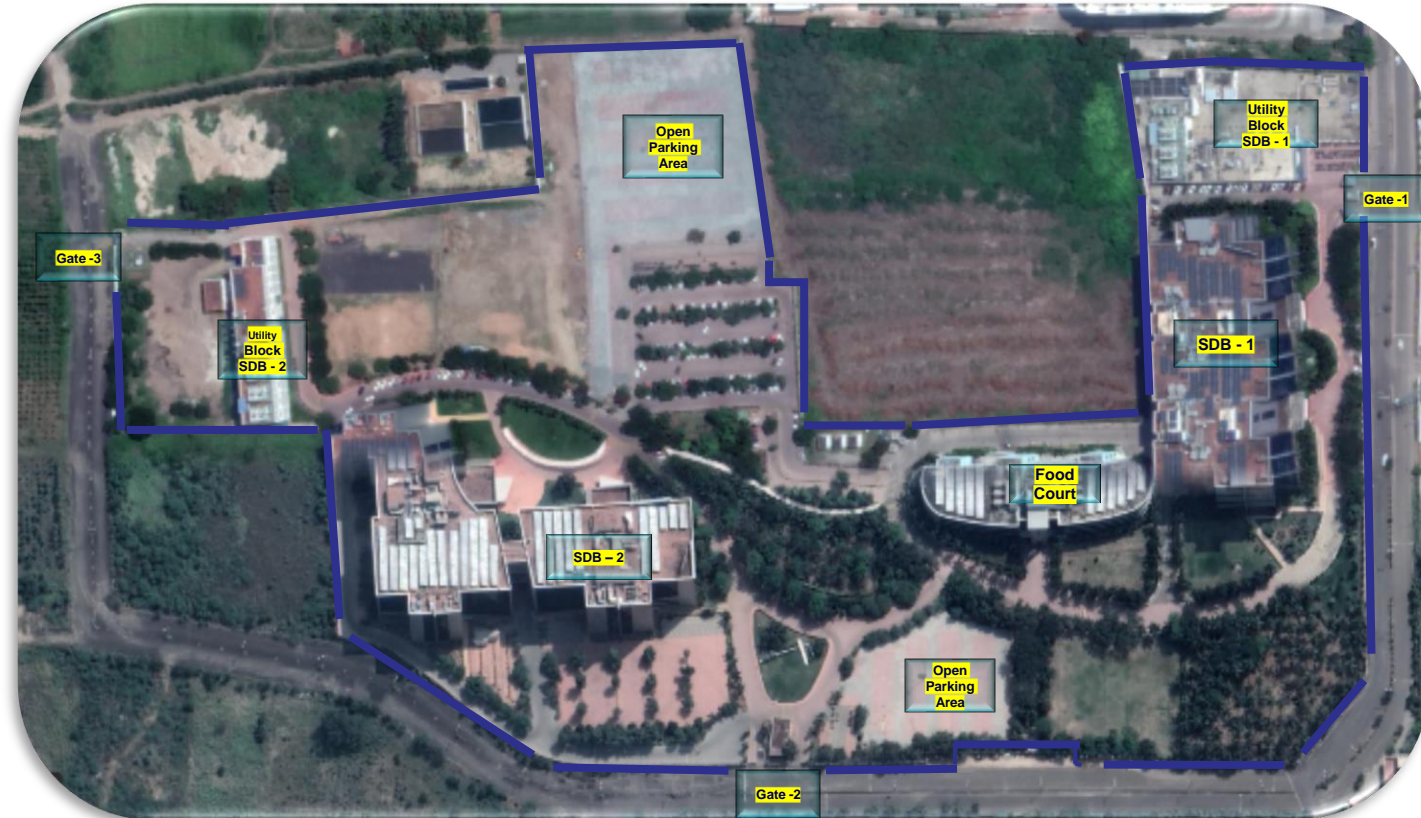 Open
Parking
Area
Utility
Block
SDB - 1
Gate -1
Gate -3
Utility
Block
SDB - 2
SDB - 1
Food
Court
SDB – 2
Open
Parking
Area
Gate -2